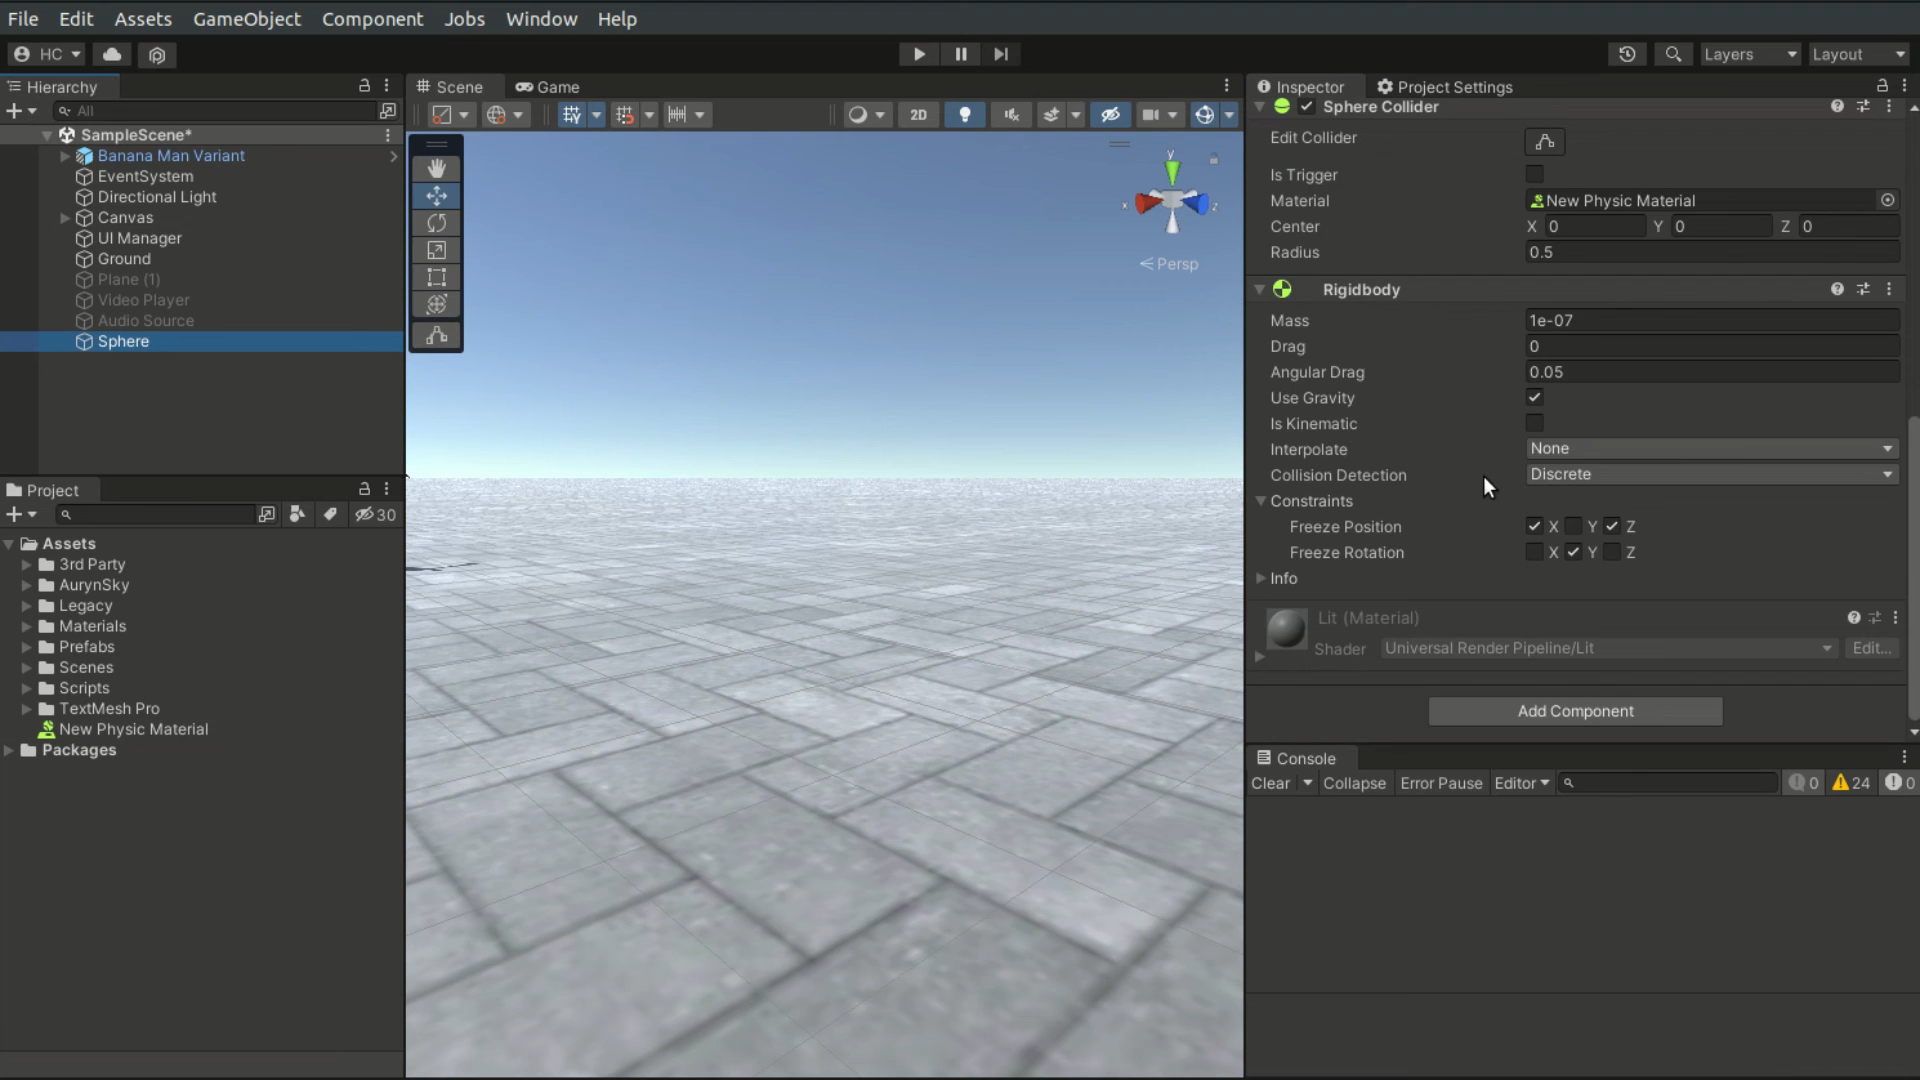 File Edit Assets GameObject Component Jobs Window Help
HC
Layers Layout
Hierarchy
All
SampleScene*
Banana Man Variant
EventSystem
Directional Light
Canvas
UI Manager
Ground
Plane (1)
Video Player
Audio Source
Sphere
Project
30
Assets
3rd Party
AurynSky
Legacy
Materials
Prefabs
Scenes
Scripts
TextMesh Pro
New Physic Material
Packages
Scene Game
2D
y
x z
Persp
Inspector Project Settings
Sphere Collider
Edit Collider
Is Trigger
Material New Physic Material
Center X 0 Y 0 Z 0
Radius 0.5
Rigidbody
Mass 1e-07
Drag 0
Angular Drag 0.05
Use Gravity
Is Kinematic
Interpolate None
Collision Detection Discrete
Constraints
Freeze Position X Y Z
Freeze Rotation X Y Z
Info
Lit (Material)
Shader Universal Render Pipeline/Lit Edit...
Add Component
Console
Clear Collapse Error Pause Editor 0 24 0